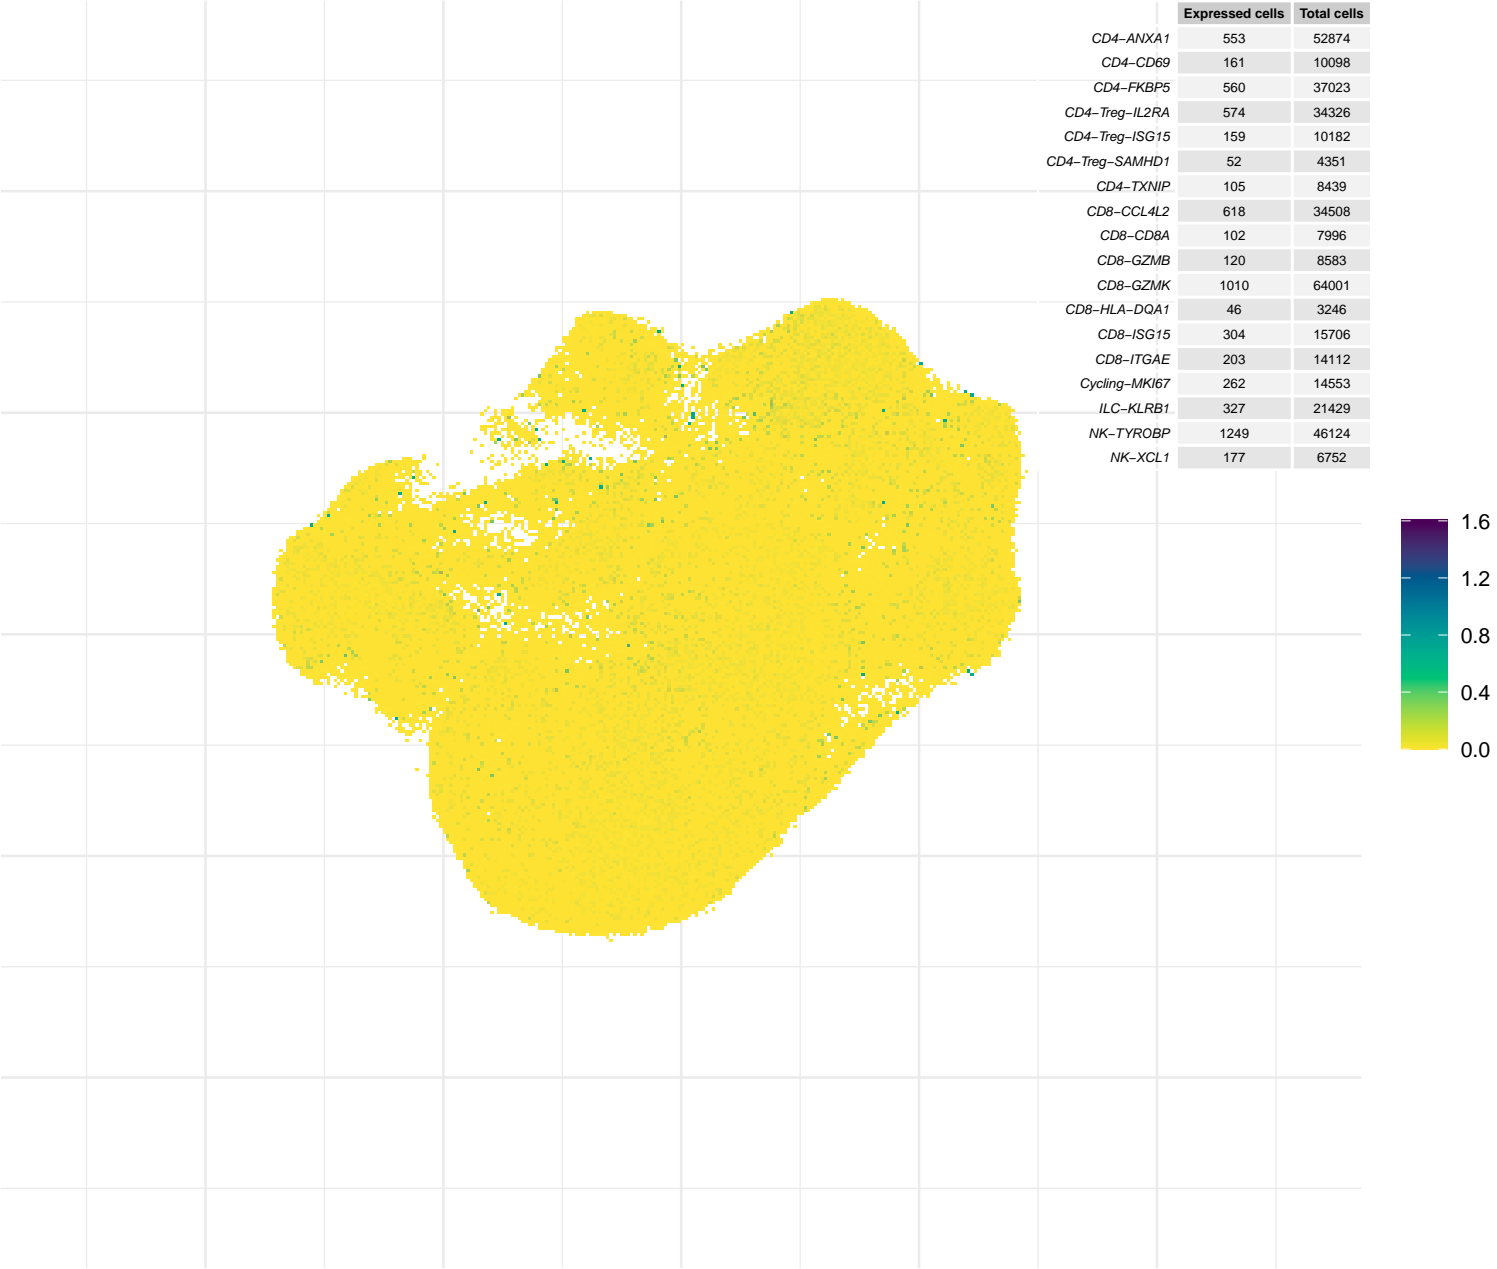 Expressed cells Total cells
CD4−ANXA1 553 52874
CD4−CD69 161 10098
CD4−FKBP5 560 37023
CD4−Treg−IL2RA 574 34326
CD4−Treg−ISG15 159 10182
CD4−Treg−SAMHD1 52 4351
CD4−TXNIP 105 8439
CD8−CCL4L2 618 34508
CD8−CD8A 102 7996
CD8−GZMB 120 8583
CD8−GZMK 1010 64001
CD8−HLA−DQA1 46 3246
CD8−ISG15 304 15706
CD8−ITGAE 203 14112
Cycling−MKI67 262 14553
ILC−KLRB1 327 21429
NK−TYROBP 1249 46124
NK−XCL1 177 6752
1.6
1.2
0.8
0.4
0.0